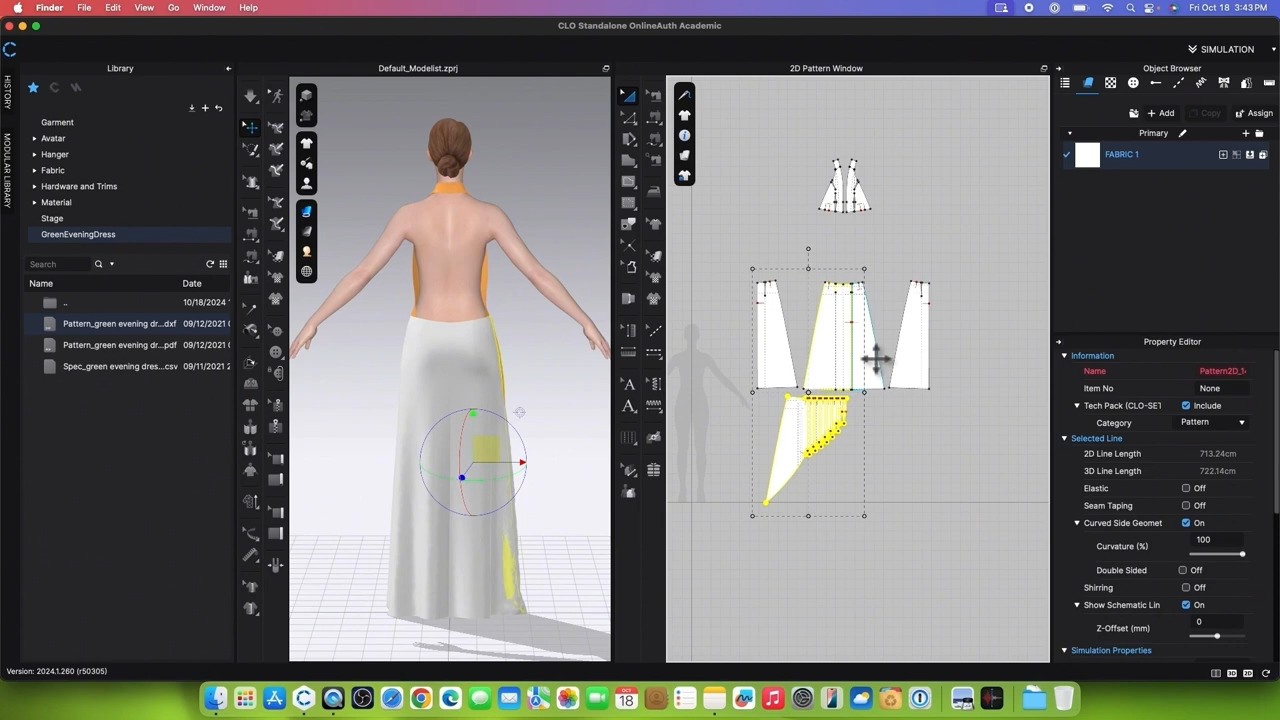 Finder File Edit View Go Window Help
Fri Oct 18 3:43PM
CLO Standalone OnlineAuth Academic
SIMULATION
HISTORY
MODULAR LIBRARY
Library
Garment
Avatar
Hanger
Fabric
Hardware and Trims
Material
Stage
GreenEveningDress
Search
Name Date
.. 10/18/2024
Pattern_green evening dr...dxf 09/12/2021
Pattern_green evening dr...pdf 09/12/2021
Spec_green evening dres...csv 09/11/2021
Default_Modelist.zprj
2D Pattern Window
Object Browser
+ Add Copy Assign
Primary
FABRIC 1
Property Editor
Information
Name Pattern2D_1
Item No None
Tech Pack (CLO-SET Include
Category Pattern
Selected Line
2D Line Length 713.24cm
3D Line Length 722.14cm
Elastic Off
Seam Taping Off
Curved Side Geomet On
Curvature (%) 100
Double Sided Off
Shirring Off
Show Schematic Lin On
Z-Offset (mm) 0
Simulation Properties
Version: 2024.1.260 (r50305)
3D 2D
OCT
18